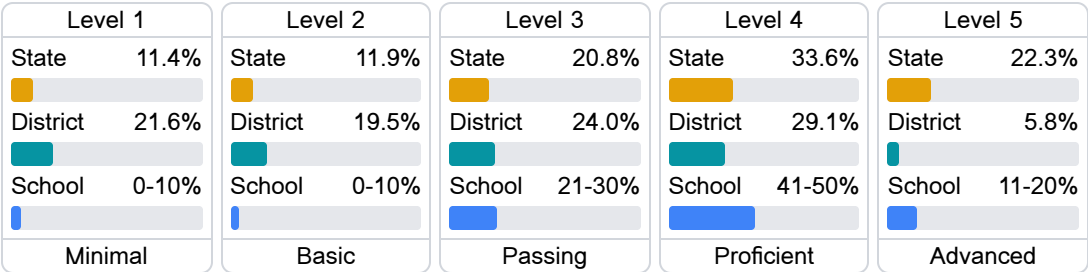 Level 1
State 11.4%
District 21.6%
School 0-10%
Minimal
Level 2
State 11.9%
District 19.5%
School 0-10%
Basic
Level 3
State 20.8%
District 24.0%
School 21-30%
Passing
Level 4
State 33.6%
District 29.1%
School 41-50%
Proficient
Level 5
State 22.3%
District 5.8%
School 11-20%
Advanced